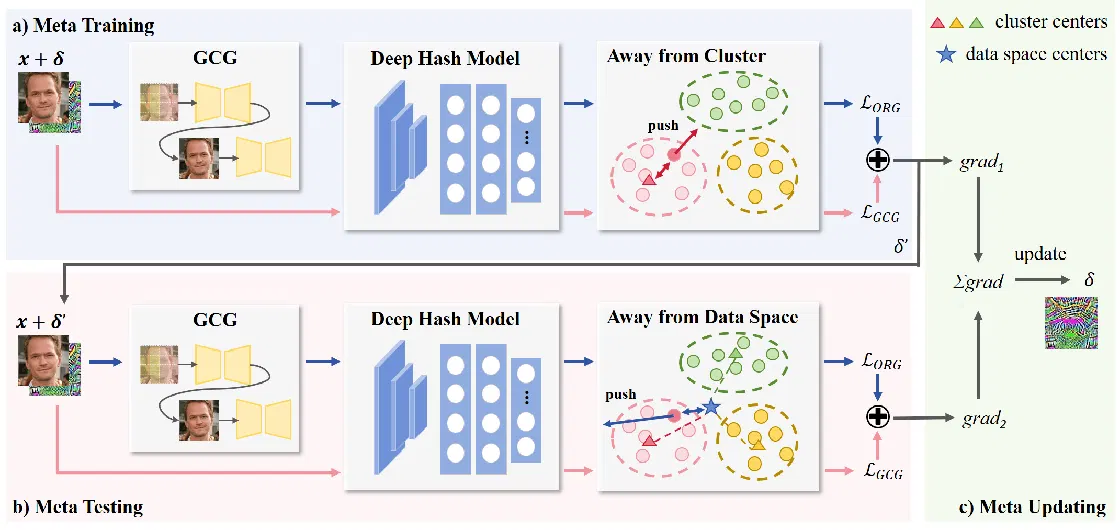 a) Meta Training
x + δ
GCG
Deep Hash Model
Away from Cluster
push
ℒORG
ℒGCG
δ'
cluster centers
data space centers
grad1
Σgrad
update
δ
grad2
x + δ'
GCG
Deep Hash Model
Away from Data Space
push
ℒORG
ℒGCG
b) Meta Testing
c) Meta Updating